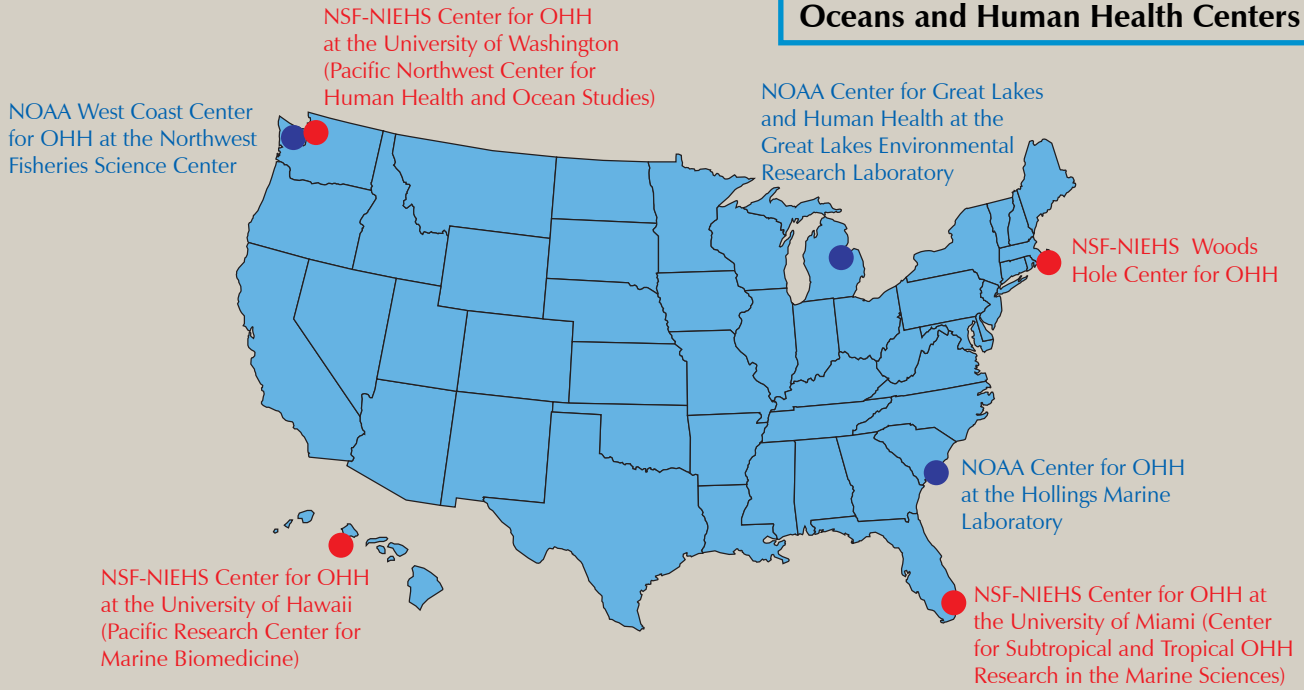 Oceans and Human Health Centers
NSF-NIEHS Center for OHH
at the University of Washington
(Pacific Northwest Center for
Human Health and Ocean Studies)
NOAA West Coast Center
for OHH at the Northwest
Fisheries Science Center
NOAA Center for Great Lakes
and Human Health at the
Great Lakes Environmental
Research Laboratory
NSF-NIEHS Woods
Hole Center for OHH
NOAA Center for OHH
at the Hollings Marine
Laboratory
NSF-NIEHS Center for OHH
at the University of Hawaii
(Pacific Research Center for
Marine Biomedicine)
NSF-NIEHS Center for OHH at
the University of Miami (Center
for Subtropical and Tropical OHH
Research in the Marine Sciences)